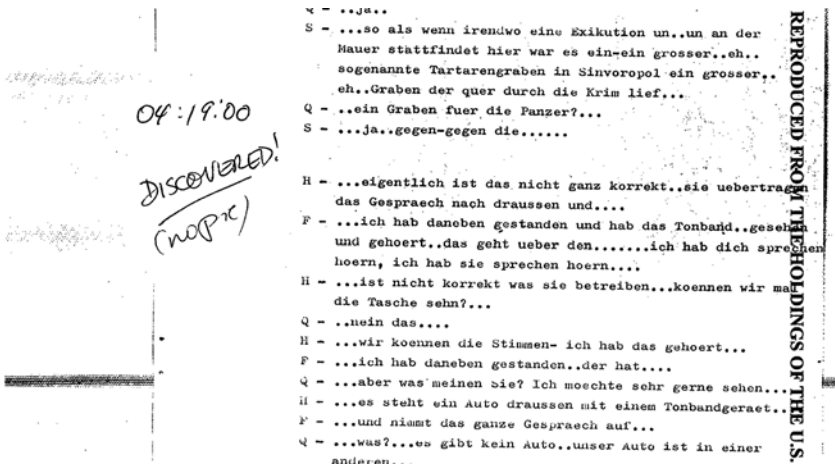 Q - ..ja..
S - ...so als wenn irendwo eine Exikution un..un an der
Mauer stattfindet hier war es ein-ein grosser..eh..
sogenannte Tartarengraben in Sinvoropol ein grosser..
eh..Graben der quer durch die Krim lief...
Q - ..ein Graben fuer die Panzer?...
S - ...ja..gegen-gegen die......
04:19:00
DISCOVERED!
(no pic)
H - ...eigentlich ist das nicht ganz korrekt..sie uebertragen
das Gespraech nach draussen und....
F - ...ich hab daneben gestanden und hab das Tonband..gesehen
und gehoert..das geht ueber den.......ich hab dich sprechen
hoern, ich hab sie sprechen hoern....
H - ...ist nicht korrekt was sie betreiben...koennen wir mal
die Tasche sehn?...
Q - ..nein das....
H - ...wir koennen die Stimmen- ich hab das gehoert...
F - ...ich hab daneben gestanden..der hat....
Q - ...aber was meinen Sie? Ich moechte sehr gerne sehen....
H - ...es steht ein Auto draussen mit einem Tonbandgeraet..
F - ...und nimmt das ganze Gespraech auf...
Q - ...was?...es gibt kein Auto..unser Auto ist in einer
anderen...
REPRODUCED FROM THE HOLDINGS OF THE U.S.